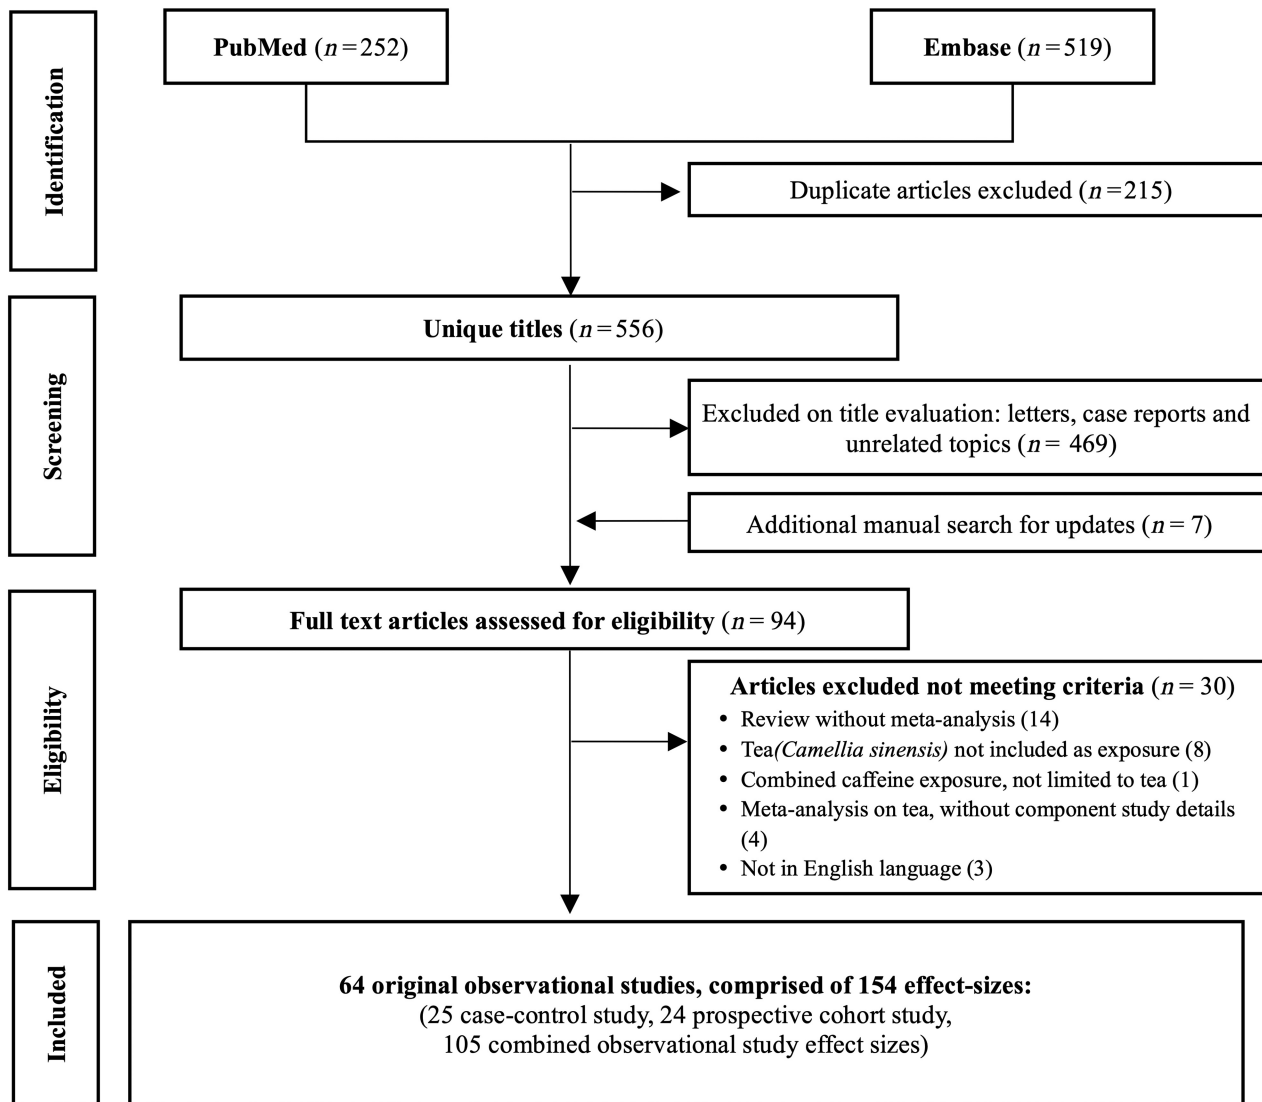 Identification
PubMed (n = 252)
Embase (n = 519)
Duplicate articles excluded (n = 215)
Screening
Unique titles (n = 556)
Excluded on title evaluation: letters, case reports and
unrelated topics (n = 469)
Additional manual search for updates (n = 7)
Eligibility
Full text articles assessed for eligibility (n = 94)
Articles excluded not meeting criteria (n = 30)
• Review without meta-analysis (14)
• Tea(Camellia sinensis) not included as exposure (8)
• Combined caffeine exposure, not limited to tea (1)
• Meta-analysis on tea, without component study details
(4)
• Not in English language (3)
Included
64 original observational studies, comprised of 154 effect-sizes:
(25 case-control study, 24 prospective cohort study,
105 combined observational study effect sizes)